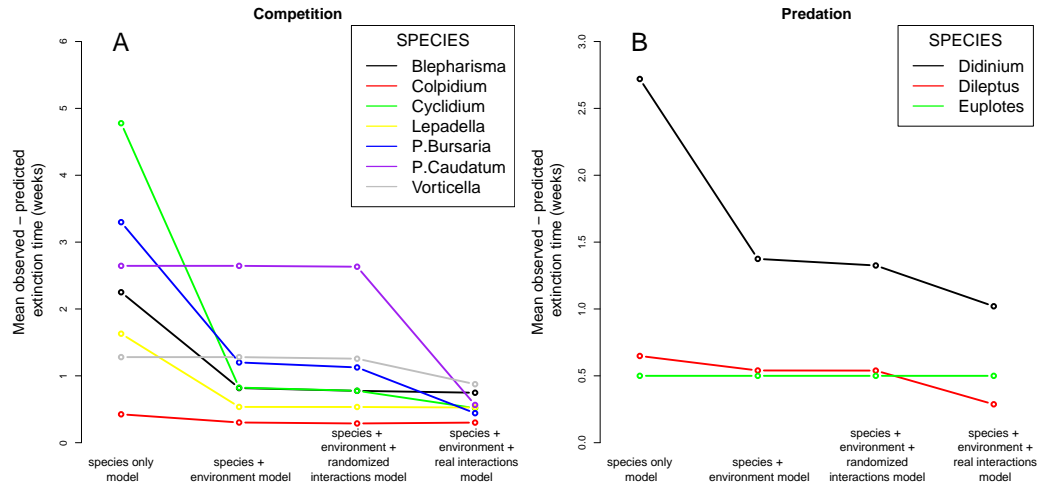 Competition
A
SPECIES
Blepharisma
Colpidium
Cyclidium
Lepadella
P.Bursaria
P.Caudatum
Vorticella
Mean observed − predicted
extinction time (weeks)
6
5
4
3
2
1
0
species only
model
species +
environment model
species +
environment +
randomized
interactions model
species +
environment +
real interactions
model
Predation
B
SPECIES
Didinium
Dileptus
Euplotes
Mean observed − predicted
extinction time (weeks)
3.0
2.5
2.0
1.5
1.0
0.5
0.0
species only
model
species +
environment model
species +
environment +
randomized
interactions model
species +
environment +
real interactions
model